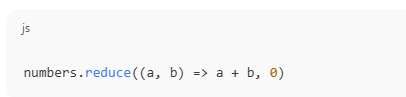 js
numbers.reduce((a, b) => a + b, 0)